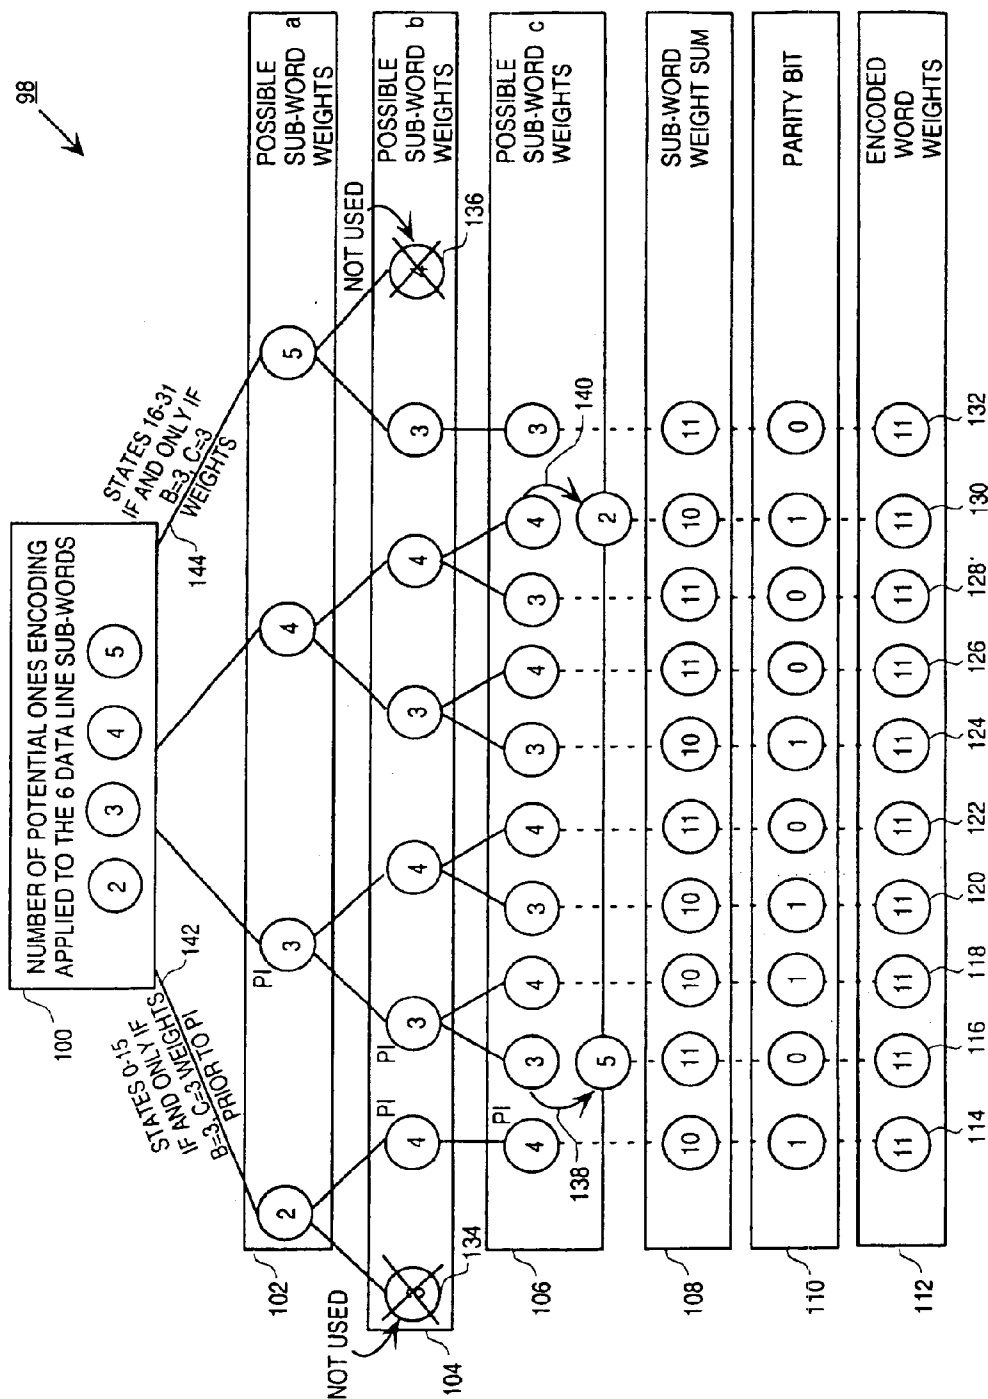 98
100
NUMBER OF POTENTIAL ONES ENCODING
APPLIED TO THE 6 DATA LINE SUB-WORDS
2 3 4 5
STATES 0-15
IF AND ONLY IF
B=3, C=3 WEIGHTS
PRIOR TO PI
142
STATES 16-31
IF AND ONLY IF
B=3, C=3
WEIGHTS
144
102
2 PI 3 4 5
POSSIBLE a
SUB-WORD
WEIGHTS
NOT USED
134
104
PI 4 PI 3 4 3 4 3 4
NOT USED
136
POSSIBLE b
SUB-WORD
WEIGHTS
106
PI 4 3 4 3 4 3 4 3 4 3
138
5
140
2
POSSIBLE c
SUB-WORD
WEIGHTS
108
10 11 10 10 11 10 11 11 10 11
SUB-WORD
WEIGHT SUM
110
1 0 1 1 0 1 0 0 1 0
PARITY BIT
112
11 11 11 11 11 11 11 11 11 11
ENCODED
WORD
WEIGHTS
114 116 118 120 122 124 126 128' 130 132